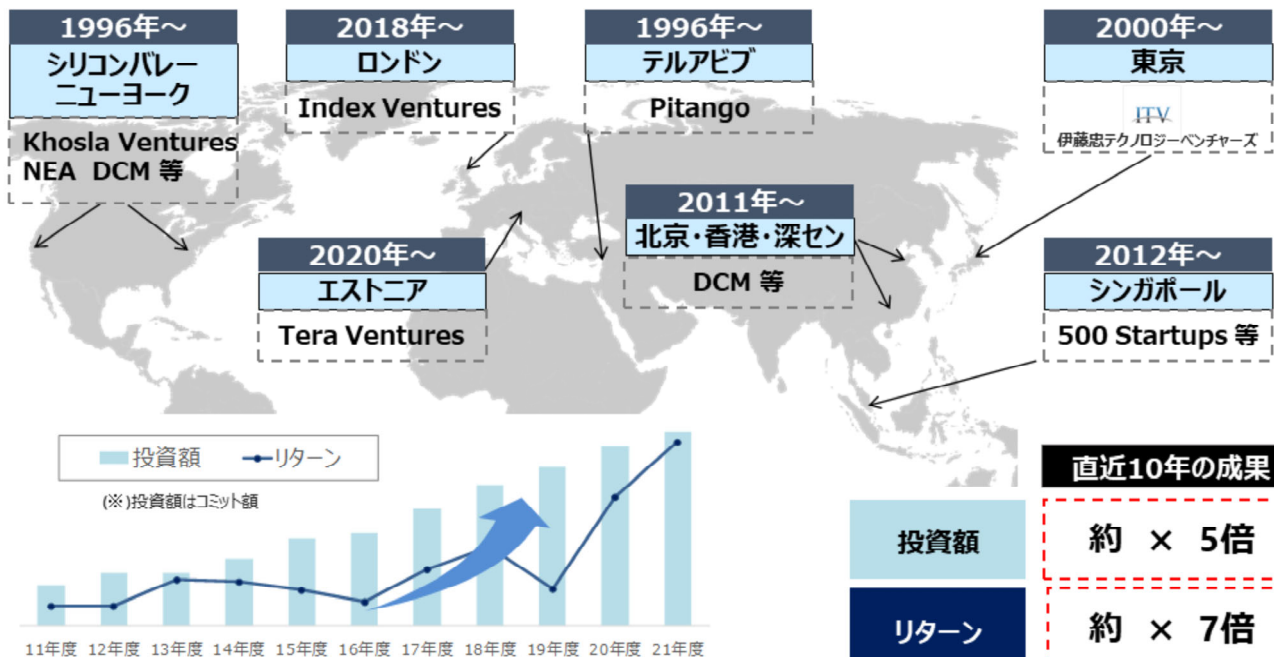 1996年～
シリコンバレー
ニューヨーク
Khosla Ventures
NEA DCM 等
2018年～
ロンドン
Index Ventures
1996年～
テルアビブ
Pitango
2000年～
東京
ITV
伊藤忠テクノロジーベンチャーズ
2020年～
エストニア
Tera Ventures
2011年～
北京・香港・深セン
DCM 等
2012年～
シンガポール
500 Startups 等
投資額 リターン
(※)投資額はコミット額
11年度 12年度 13年度 14年度 15年度 16年度 17年度 18年度 19年度 20年度 21年度
直近10年の成果
投資額 約 × 5倍
リターン 約 × 7倍